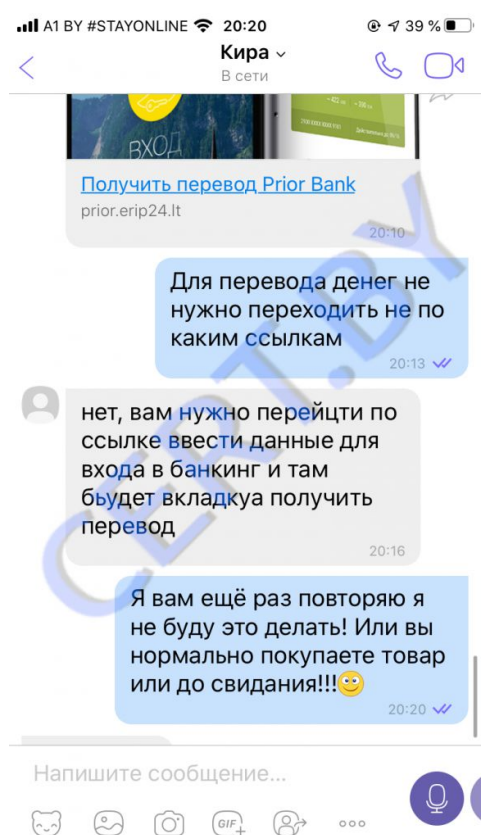 A1 BY #STAYONLINE 20:20 39 %
Кира
В сети
ВХОД
Получить перевод Prior Bank
prior.erip24.lt
20:10
Для перевода денег не
нужно переходить не по
каким ссылкам
20:13
нет, вам нужно перейцти по
ссылке ввести данные для
входа в банкинг и там
бьудет вкладкуа получить
перевод
20:16
Я вам ещё раз повторяю я
не буду это делать! Или вы
нормально покупаете товар
или до свидания!!!🙄
20:20
CERT.BY
Напишите сообщение...
GIF